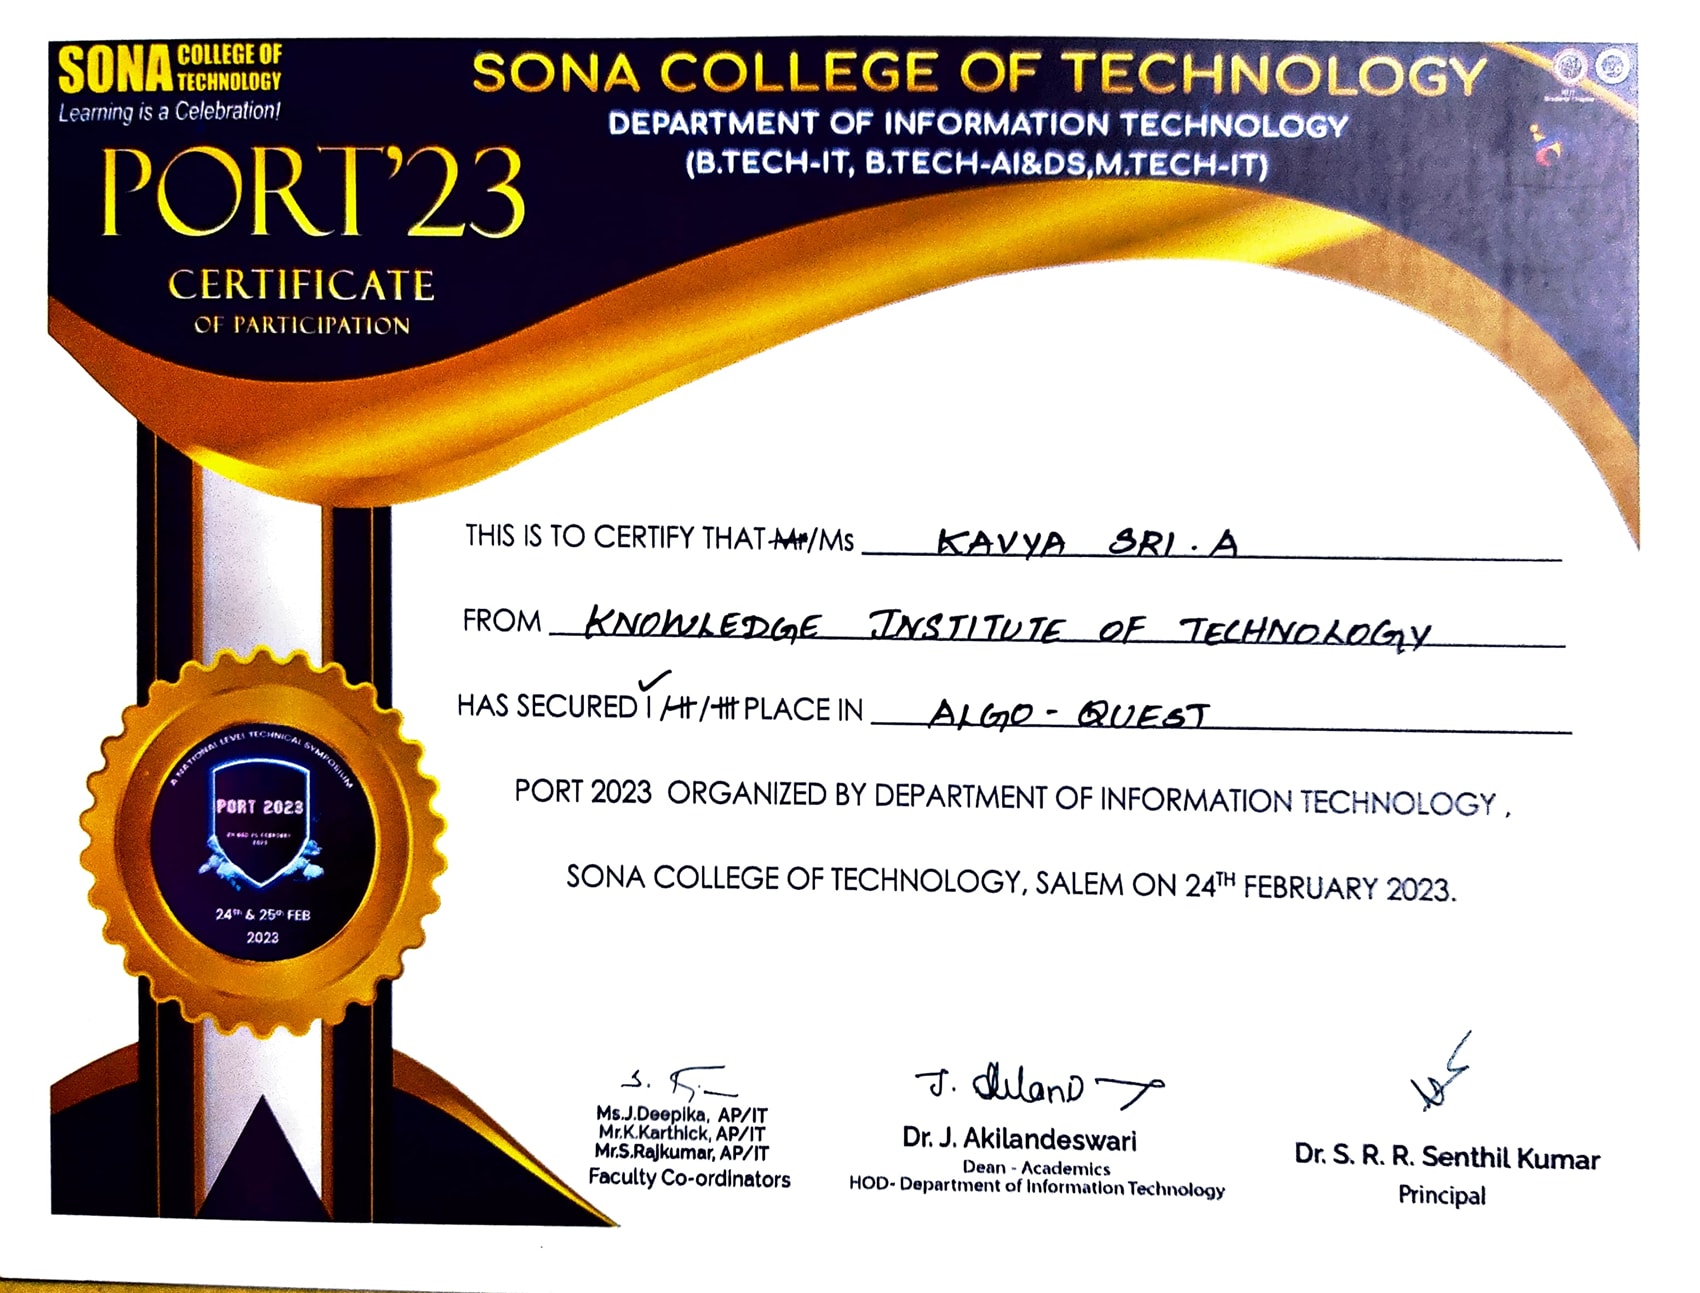 SONA COLLEGE OF
TECHNOLOGY
Learning is a Celebration!
SONA COLLEGE OF TECHNOLOGY
DEPARTMENT OF INFORMATION TECHNOLOGY
(B.TECH-IT, B.TECH-AI&DS,M.TECH-IT)
PORT'23
CERTIFICATE
OF PARTICIPATION
THIS IS TO CERTIFY THAT Mr/Ms KAVYA SRI . A
FROM KNOWLEDGE INSTITUTE OF TECHNOLOGY
HAS SECURED I / II / III PLACE IN ALGO - QUEST
PORT 2023 ORGANIZED BY DEPARTMENT OF INFORMATION TECHNOLOGY ,
SONA COLLEGE OF TECHNOLOGY, SALEM ON 24TH FEBRUARY 2023.
A NATIONAL LEVEL TECHNICAL SYMPOSIUM
PORT 2023
24th & 25th FEB
2023
Ms.J.Deepika, AP/IT
Mr.K.Karthick, AP/IT
Mr.S.Rajkumar, AP/IT
Faculty Co-ordinators
Dr. J. Akilandeswari
Dean - Academics
HOD- Department of Information Technology
Dr. S. R. R. Senthil Kumar
Principal